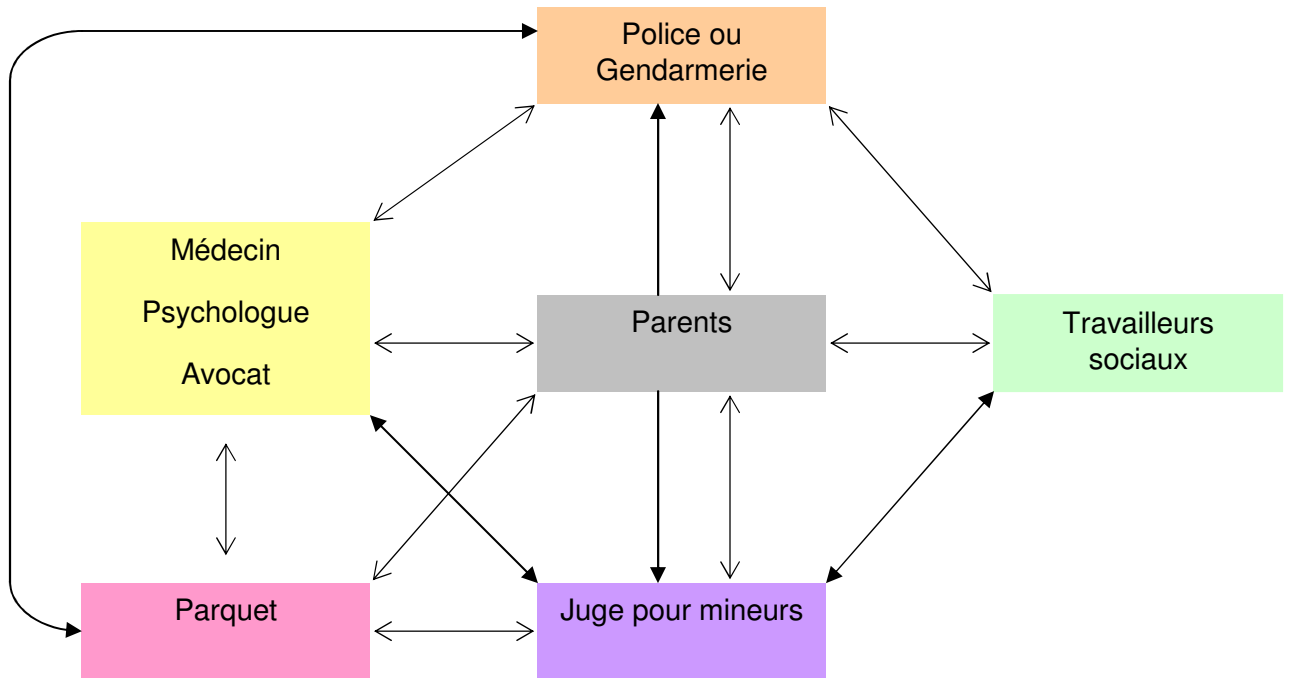 Police ou
Gendarmerie
Médecin
Psychologue
Avocat
Parents
Travailleurs
sociaux
Parquet
Juge pour mineurs